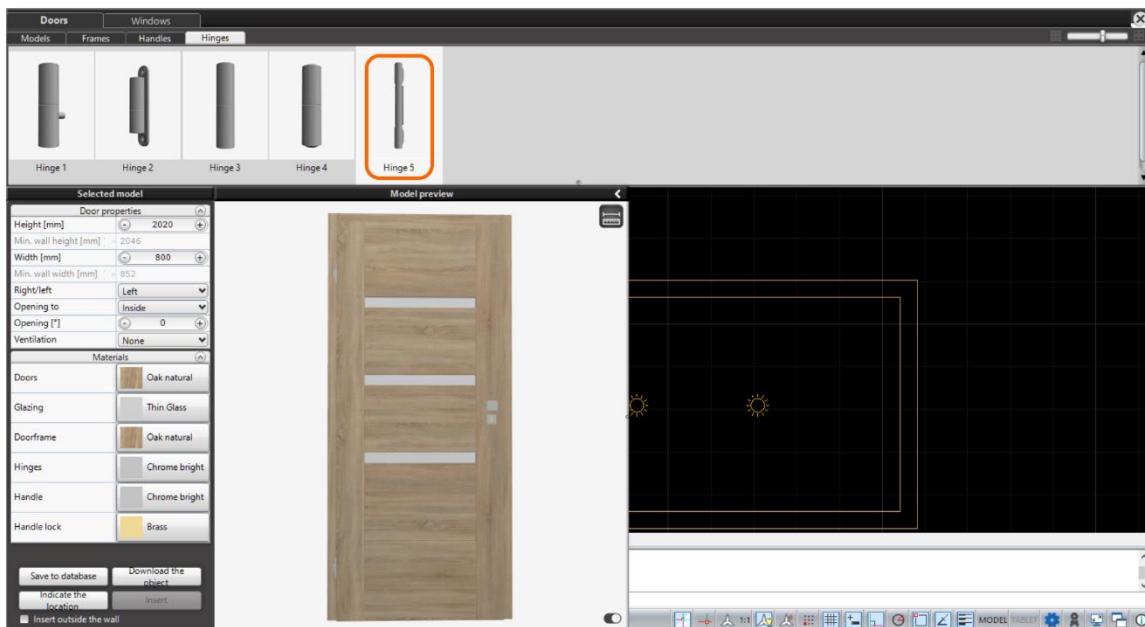 Doors Windows
Models Frames Handles Hinges
Hinge 1 Hinge 2 Hinge 3 Hinge 4 Hinge 5
Selected model
Model preview
Door properties
Height [mm] 2020
Min. wall height [mm] 2046
Width [mm] 800
Min. wall width [mm] 852
Right/left Left
Opening to Inside
Opening [°] 0
Ventilation None
Materials
Doors Oak natural
Glazing Thin Glass
Doorframe Oak natural
Hinges Chrome bright
Handle Chrome bright
Handle lock Brass
Save to database
Download the object
Indicate the location
Insert
Insert outside the wall
1:1 MODEL TABLET